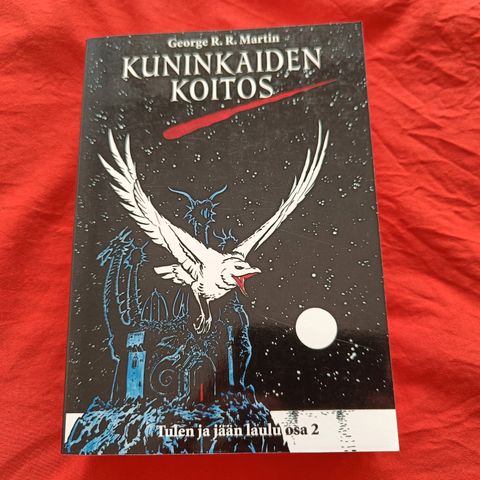 George R. R. Martin
KUNINKAIDEN
KOITOS
Tulen ja jään laulu osa 2